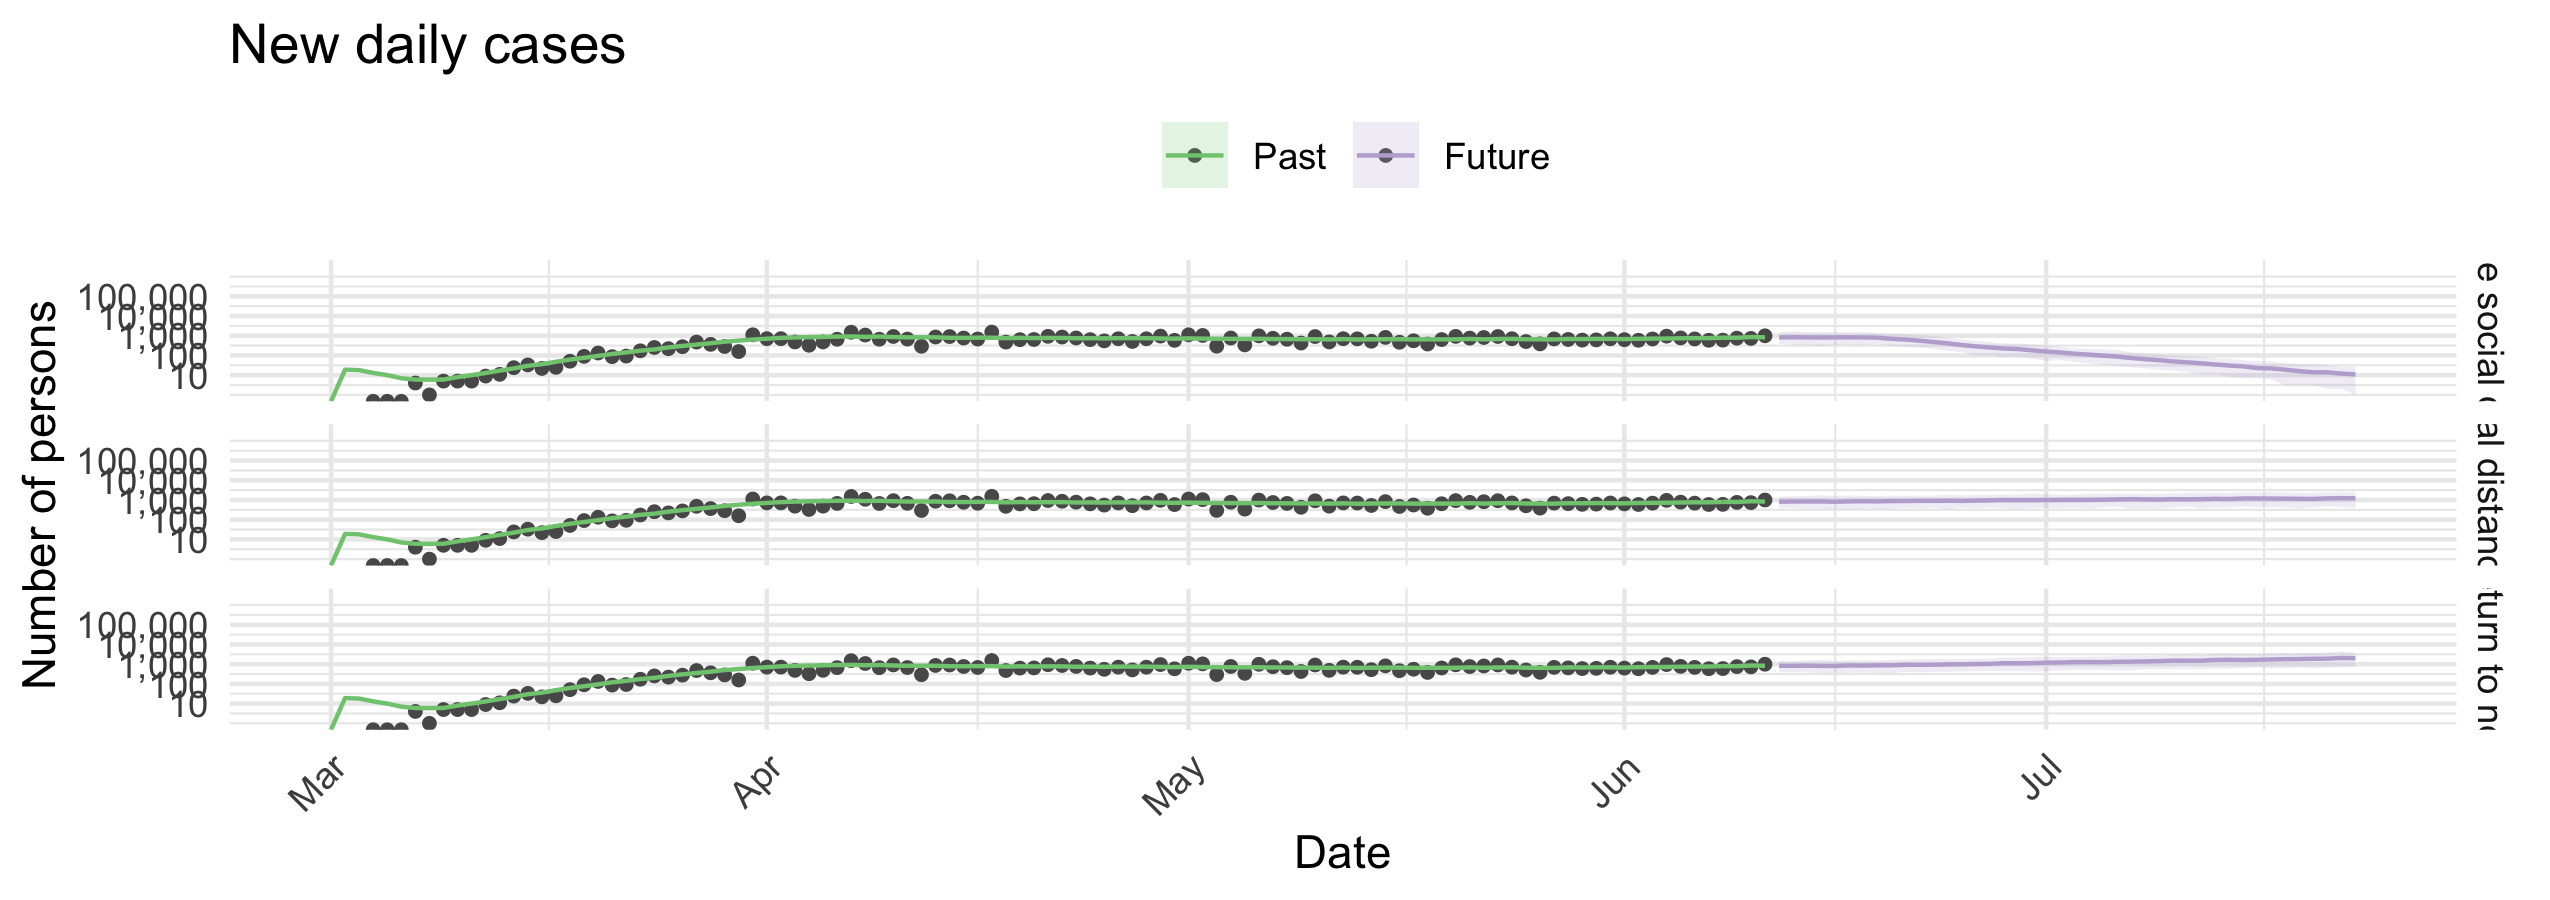 New daily cases
Past
Future
Number of persons
100,000
10,000
1,000
100
10
e social
100,000
10,000
1,000
100
10
al distanc
100,000
10,000
1,000
100
10
turn to
Mar
Apr
May
Jun
Jul
Date